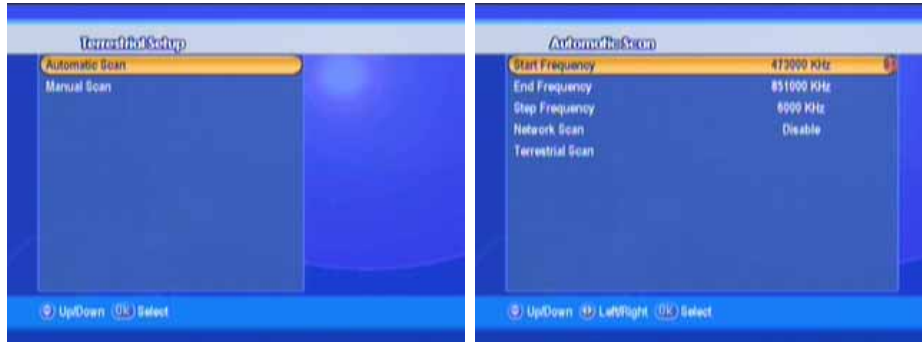 Terrestrial Setup
Automatic Scan
Manual Scan
Up/Down OK Select
Automatic Scan
Start Frequency 473000 KHz
End Frequency 851000 KHz
Step Frequency 6000 KHz
Network Scan Disable
Terrestrial Scan
Up/Down Left/Right OK Select